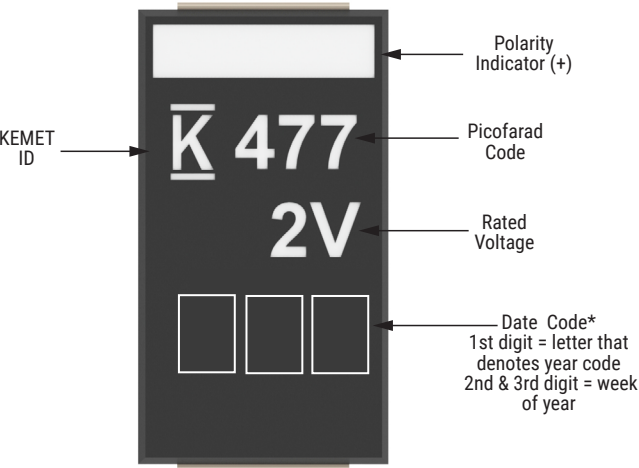 Polarity
Indicator (+)
KEMET
ID
K 477
Picofarad
Code
2V
Rated
Voltage
Date Code*
1st digit = letter that
denotes year code
2nd & 3rd digit = week
of year